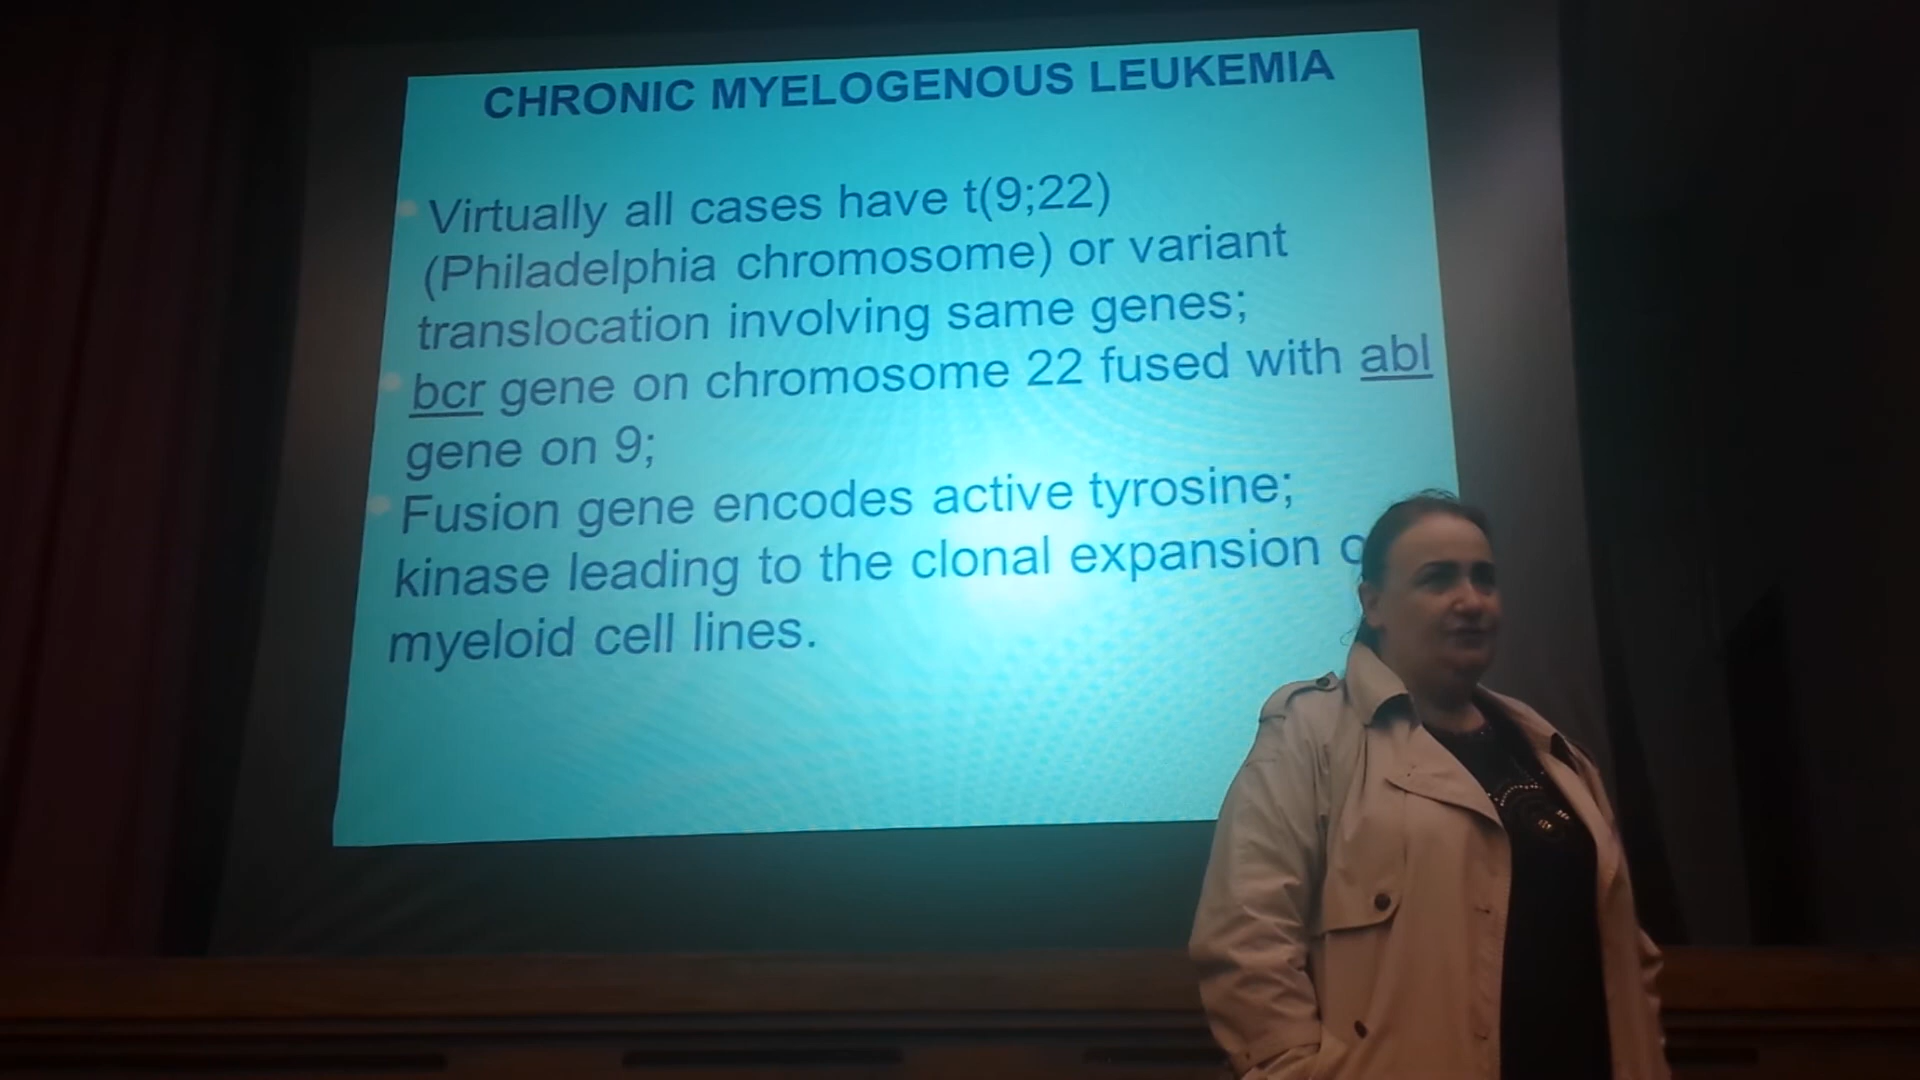 CHRONIC MYELOGENOUS LEUKEMIA
Virtually all cases have t(9;22)
(Philadelphia chromosome) or variant
translocation involving same genes;
bcr gene on chromosome 22 fused with abl
gene on 9;
Fusion gene encodes active tyrosine;
kinase leading to the clonal expansion
myeloid cell lines.